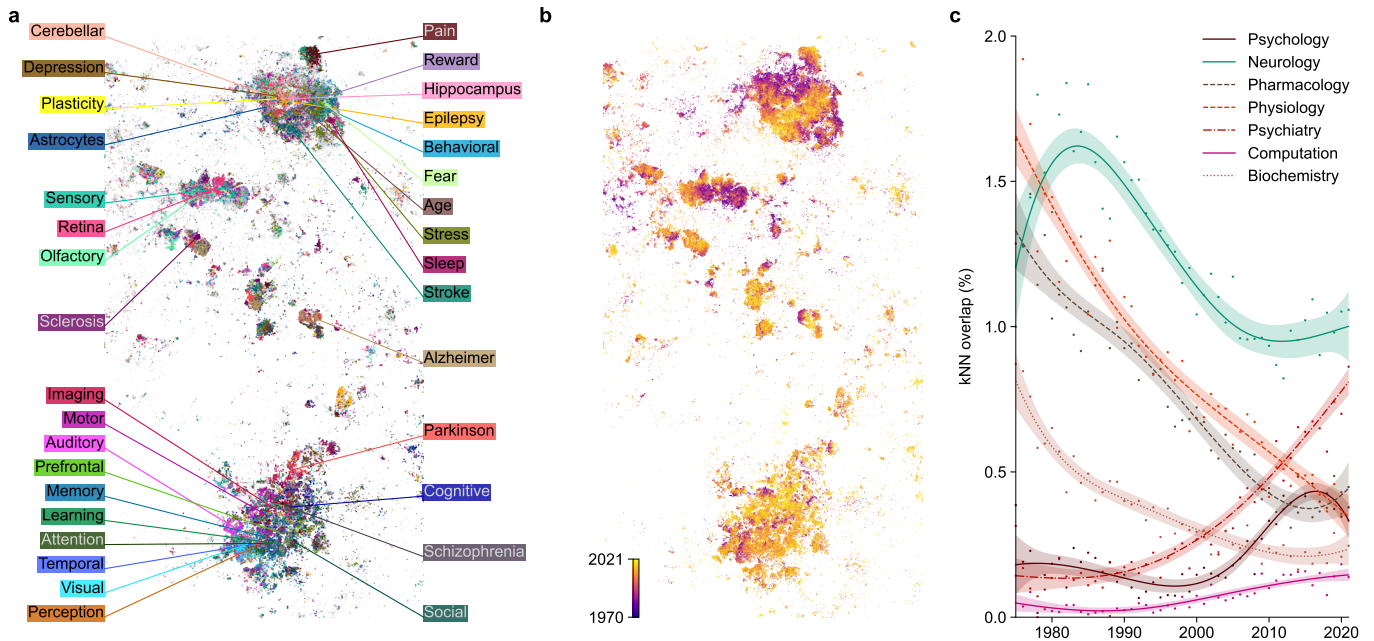 a
Cerebellar
Depression
Plasticity
Astrocytes
Sensory
Retina
Olfactory
Sclerosis
Imaging
Motor
Auditory
Prefrontal
Memory
Learning
Attention
Temporal
Visual
Perception
Pain
Reward
Hippocampus
Epilepsy
Behavioral
Fear
Age
Stress
Sleep
Stroke
Alzheimer
Parkinson
Cognitive
Schizophrenia
Social
b
2021
1970
c
Psychology
Neurology
Pharmacology
Physiology
Psychiatry
Computation
Biochemistry
kNN overlap (%)
2.0
1.5
1.0
0.5
0.0
1980 1990 2000 2010 2020